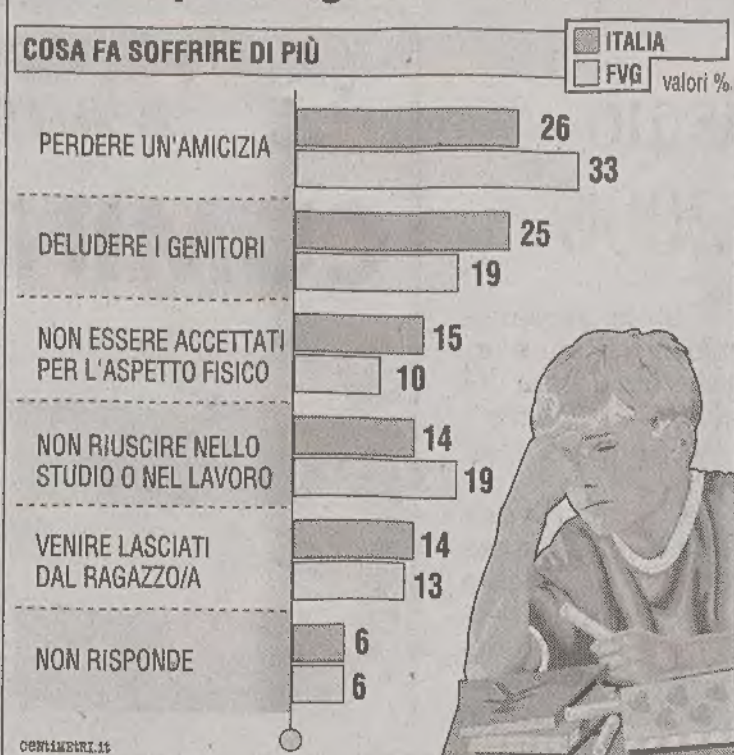 COSA FA SOFFRIRE DI PIÙ
ITALIA
FVG
valori %
PERDERE UN'AMICIZIA
26
33
DELUDERE I GENITORI
25
19
NON ESSERE ACCETTATI
PER L'ASPETTO FISICO
15
10
NON RIUSCIRE NELLO
STUDIO O NEL LAVORO
14
19
VENIRE LASCIATI
DAL RAGAZZO/A
14
13
NON RISPONDE
6
6
CENTIMETRI.it